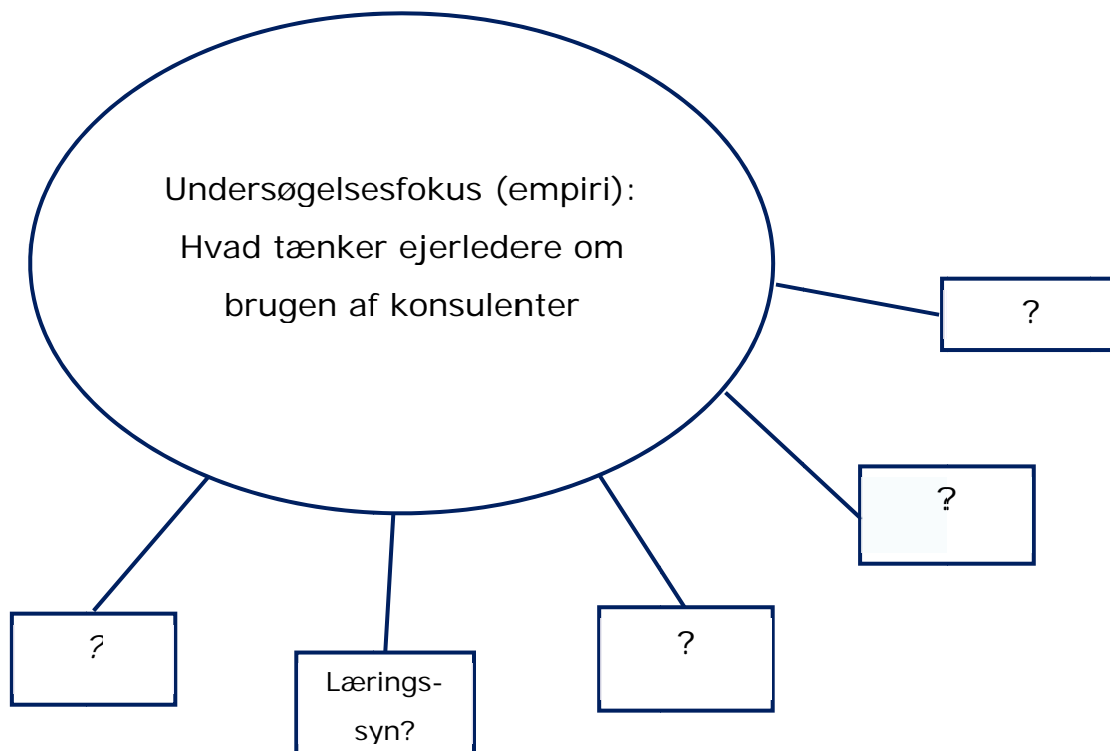 Undersøgelsesfokus (empiri):
Hvad tænker ejerledere om
brugen af konsulenter
?
?
?
?
Lærings-
syn?